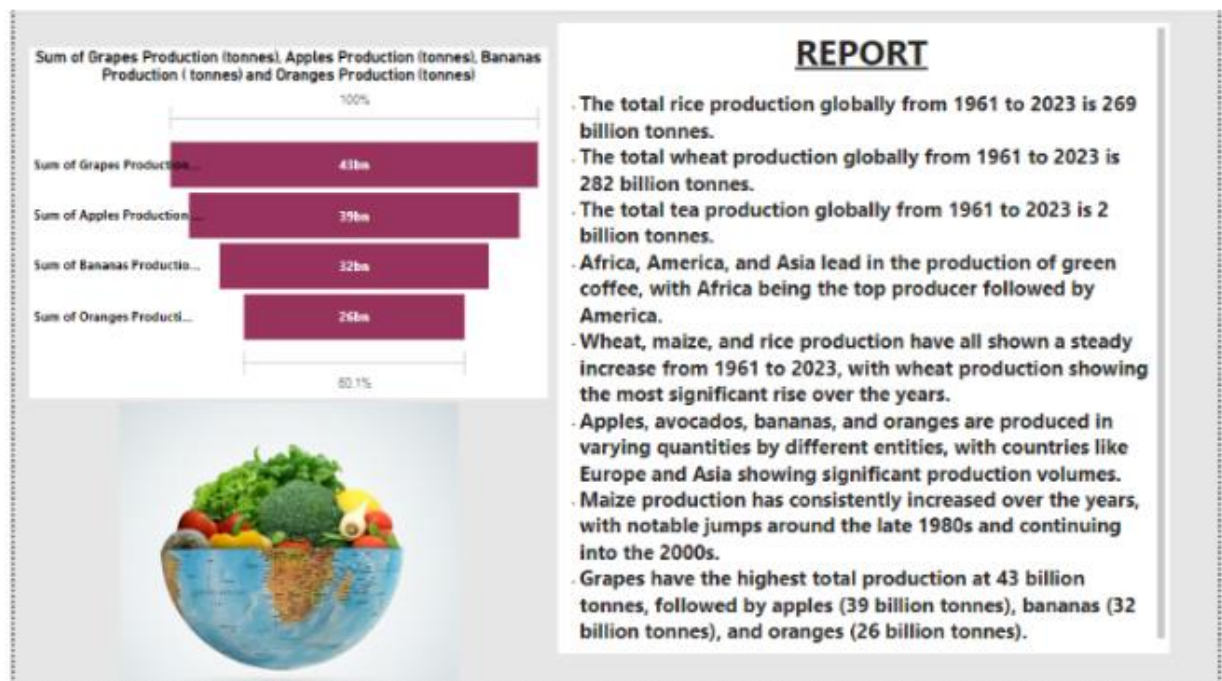 Sum of Grapes Production (tonnes), Apples Production (tonnes), Bananas
Production ( tonnes) and Oranges Production (tonnes)
100%
Sum of Grapes Production...
43bn
Sum of Apples Production ...
39bn
Sum of Bananas Productio...
32bn
Sum of Oranges Producti...
26bn
60.1%
REPORT
The total rice production globally from 1961 to 2023 is 269
billion tonnes.
The total wheat production globally from 1961 to 2023 is
282 billion tonnes.
The total tea production globally from 1961 to 2023 is 2
billion tonnes.
Africa, America, and Asia lead in the production of green
coffee, with Africa being the top producer followed by
America.
Wheat, maize, and rice production have all shown a steady
increase from 1961 to 2023, with wheat production showing
the most significant rise over the years.
Apples, avocados, bananas, and oranges are produced in
varying quantities by different entities, with countries like
Europe and Asia showing significant production volumes.
Maize production has consistently increased over the years,
with notable jumps around the late 1980s and continuing
into the 2000s.
Grapes have the highest total production at 43 billion
tonnes, followed by apples (39 billion tonnes), bananas (32
billion tonnes), and oranges (26 billion tonnes).